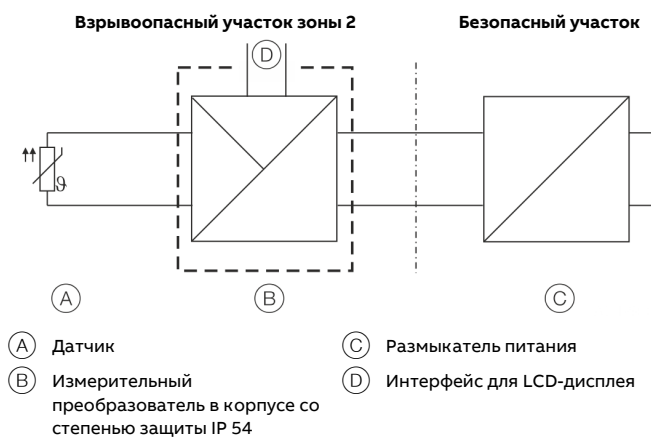 Взрывоопасный участок зоны 2
Безопасный участок
D
ϑ
A
B
C
A Датчик
B Измерительный
преобразователь в корпусе со
степенью защиты IP 54
C Размыкатель питания
D Интерфейс для LCD-дисплея